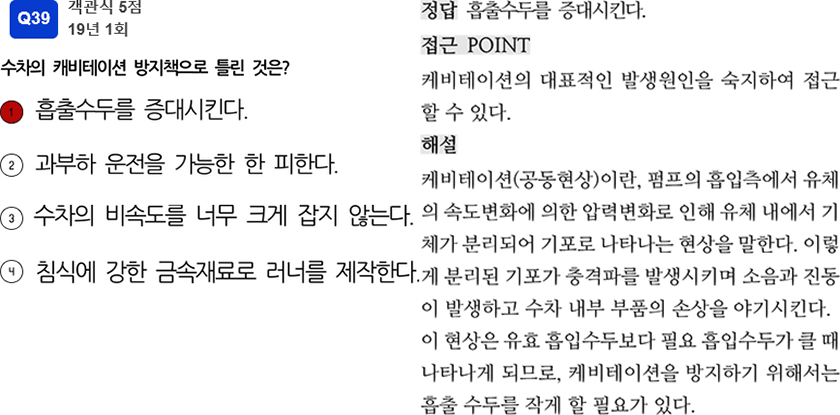 Q39
객관식 5점
19년 1회
수차의 캐비테이션 방지책으로 틀린 것은?
1 흡출수두를 증대시킨다.
2 과부하 운전을 가능한 한 피한다.
3 수차의 비속도를 너무 크게 잡지 않는다.
4 침식에 강한 금속재료로 러너를 제작한다.
정답 흡출수두를 증대시킨다.
접근 POINT
케비테이션의 대표적인 발생원인을 숙지하여 접근
할 수 있다.
해설
케비테이션(공동현상)이란, 펌프의 흡입측에서 유체
의 속도변화에 의한 압력변화로 인해 유체 내에서 기
체가 분리되어 기포로 나타나는 현상을 말한다. 이렇
게 분리된 기포가 충격파를 발생시키며 소음과 진동
이 발생하고 수차 내부 부품의 손상을 야기시킨다.
이 현상은 유효 흡입수두보다 필요 흡입수두가 클 때
나타나게 되므로, 케비테이션을 방지하기 위해서는
흡출 수두를 작게 할 필요가 있다.